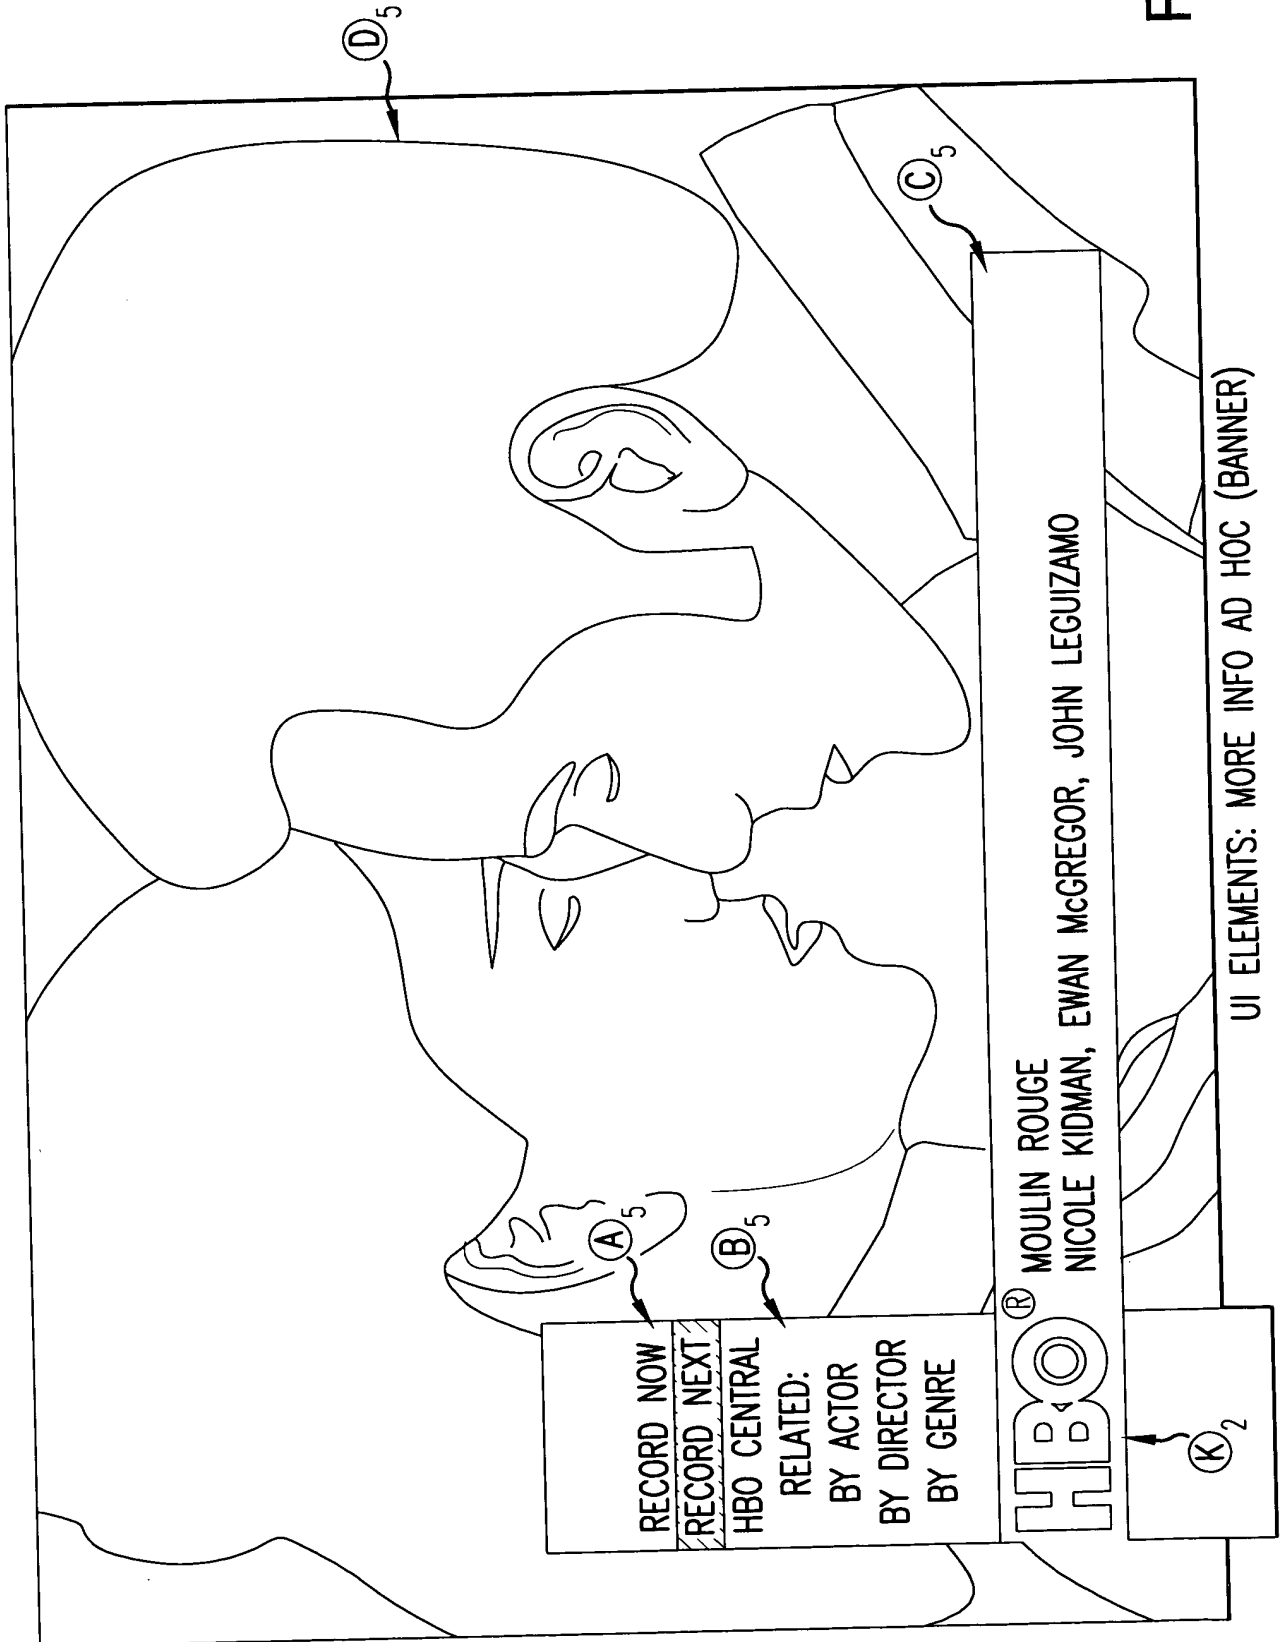 D5
RECORD NOW
A5
RECORD NEXT
HBO CENTRAL
B5
RELATED:
BY ACTOR
BY DIRECTOR
BY GENRE
C5
HBO®
MOULIN ROUGE
NICOLE KIDMAN, EWAN McGREGOR, JOHN LEGUIZAMO
K2
UI ELEMENTS: MORE INFO AD HOC (BANNER)
F